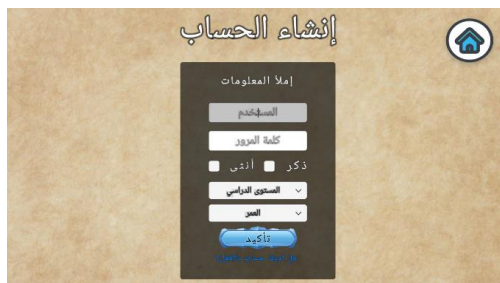 إنشاء الحساب
إملأ المعلومات
المستخدم
كلمة المرور
ذكر أنثى
المستوى الدراسي
العمر
تأكيد